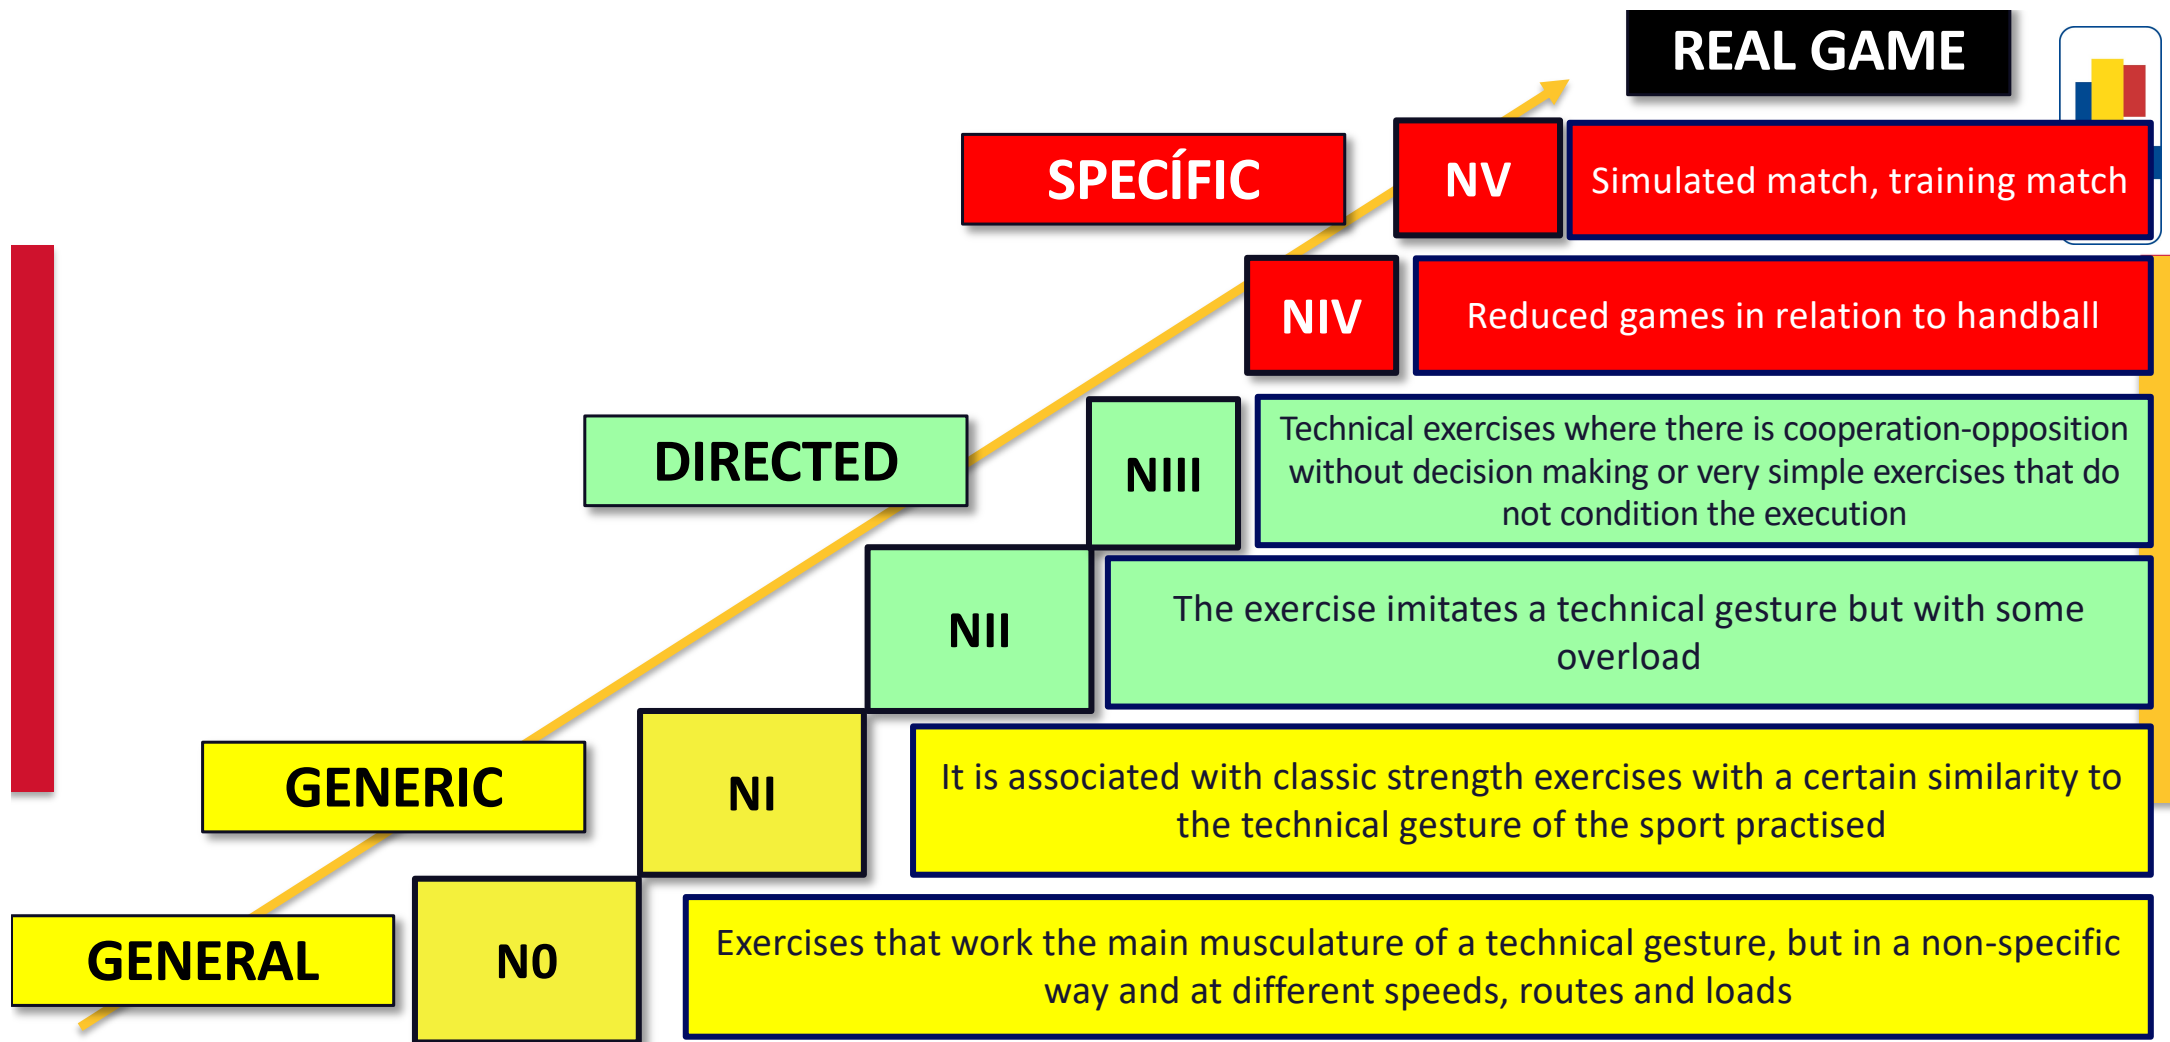 REAL GAME
SPECÍFIC
NV
Simulated match, training match
NIV
Reduced games in relation to handball
DIRECTED
NIII
Technical exercises where there is cooperation-opposition
without decision making or very simple exercises that do
not condition the execution
NII
The exercise imitates a technical gesture but with some
overload
GENERIC
NI
It is associated with classic strength exercises with a certain similarity to
the technical gesture of the sport practised
GENERAL
N0
Exercises that work the main musculature of a technical gesture, but in a non-specific
way and at different speeds, routes and loads